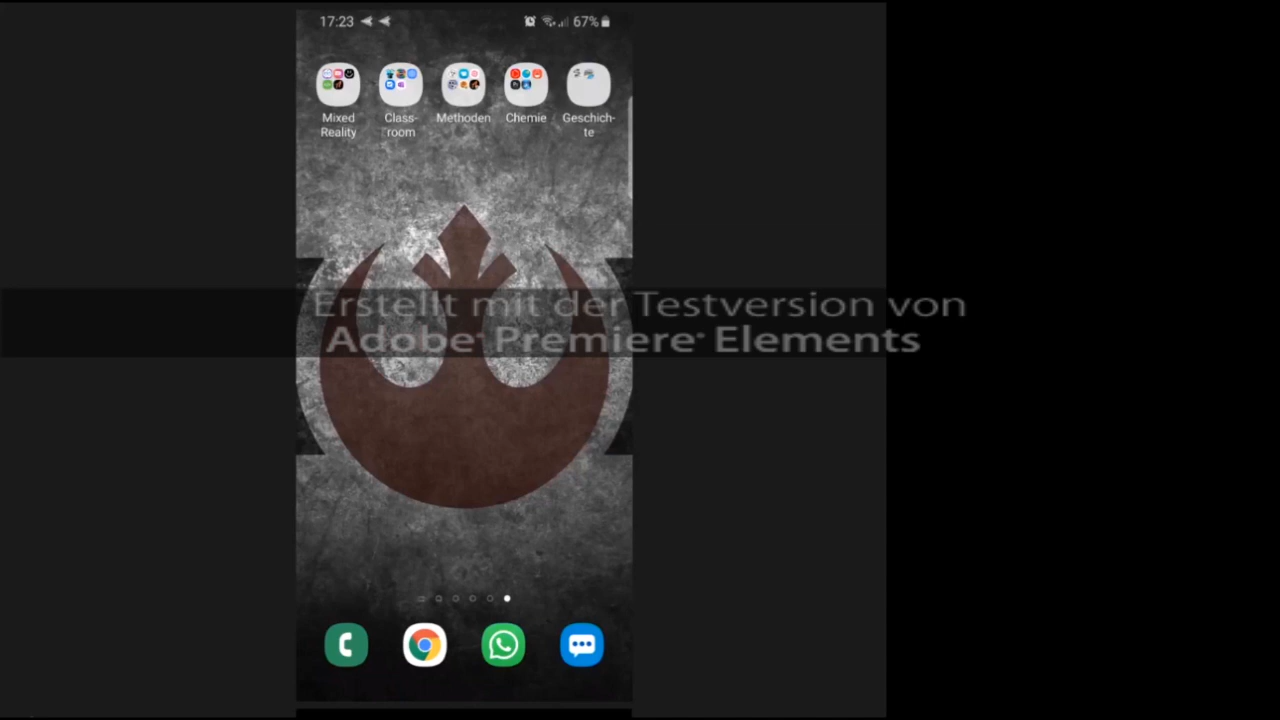 17:23
67%
Mixed
Reality
Class-
room
Methoden
Chemie
Geschich-
te
Erstellt mit der Testversion von
Adobe® Premiere® Elements